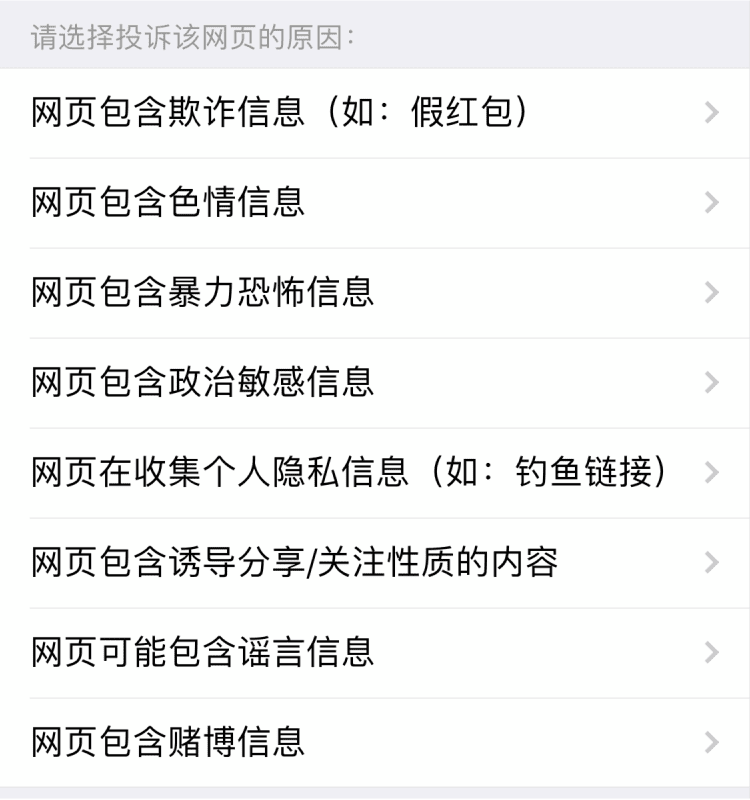 请选择投诉该网页的原因：
网页包含欺诈信息（如：假红包）
网页包含色情信息
网页包含暴力恐怖信息
网页包含政治敏感信息
网页在收集个人隐私信息（如：钓鱼链接）
网页包含诱导分享/关注性质的内容
网页可能包含谣言信息
网页包含赌博信息